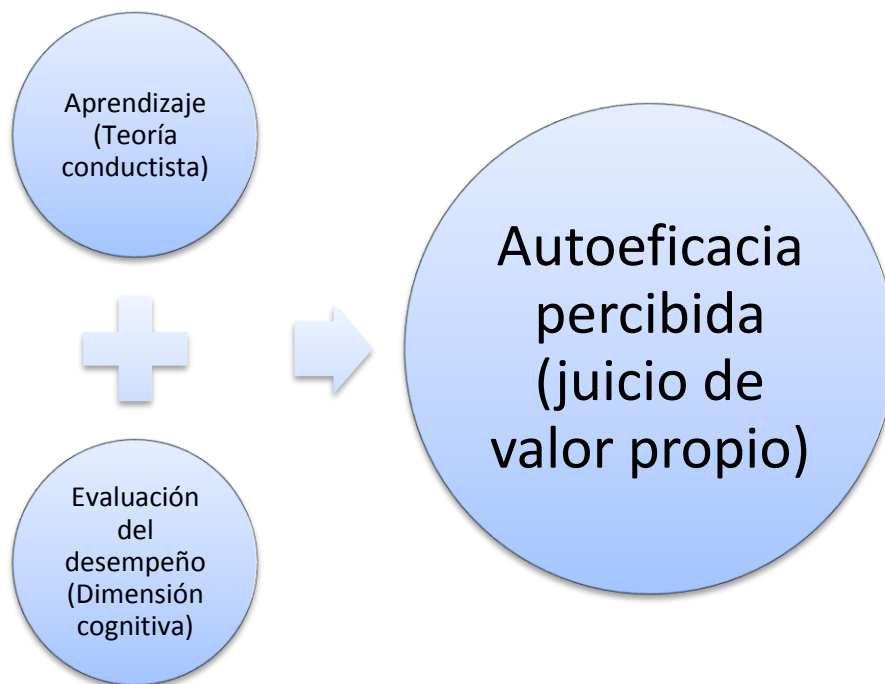 Aprendizaje
(Teoría
conductista)
Evaluación
del
desempeño
(Dimensión
cognitiva)
Autoeficacia
percibida
(juicio de
valor propio)